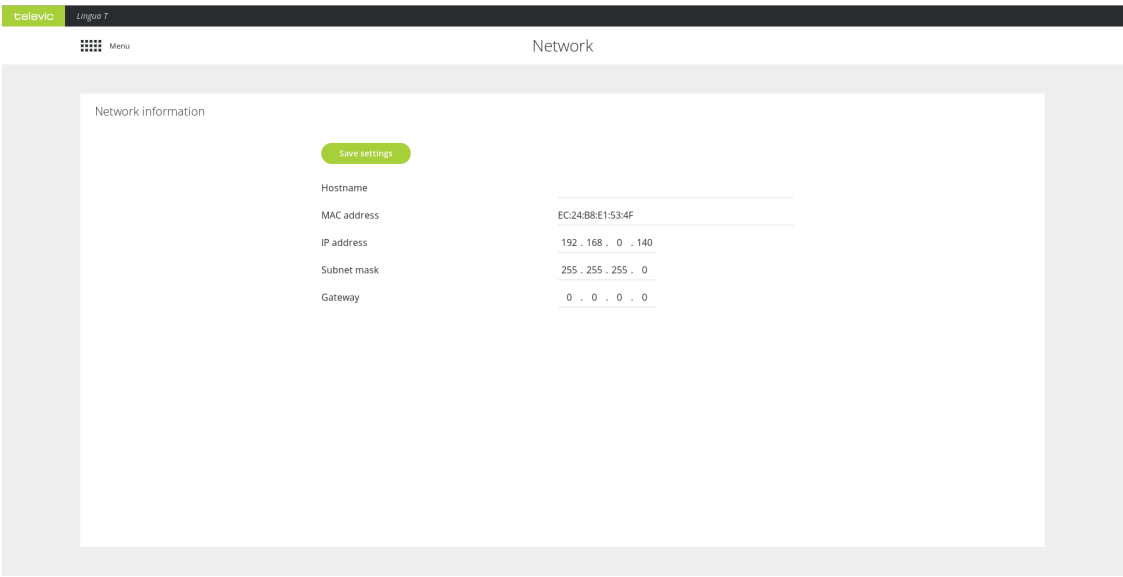 televic Lingua T
Menu Network
Network information
Save settings
Hostname
MAC address EC:24:B8:E1:53:4F
IP address 192 . 168 . 0 . 140
Subnet mask 255 . 255 . 255 . 0
Gateway 0 . 0 . 0 . 0